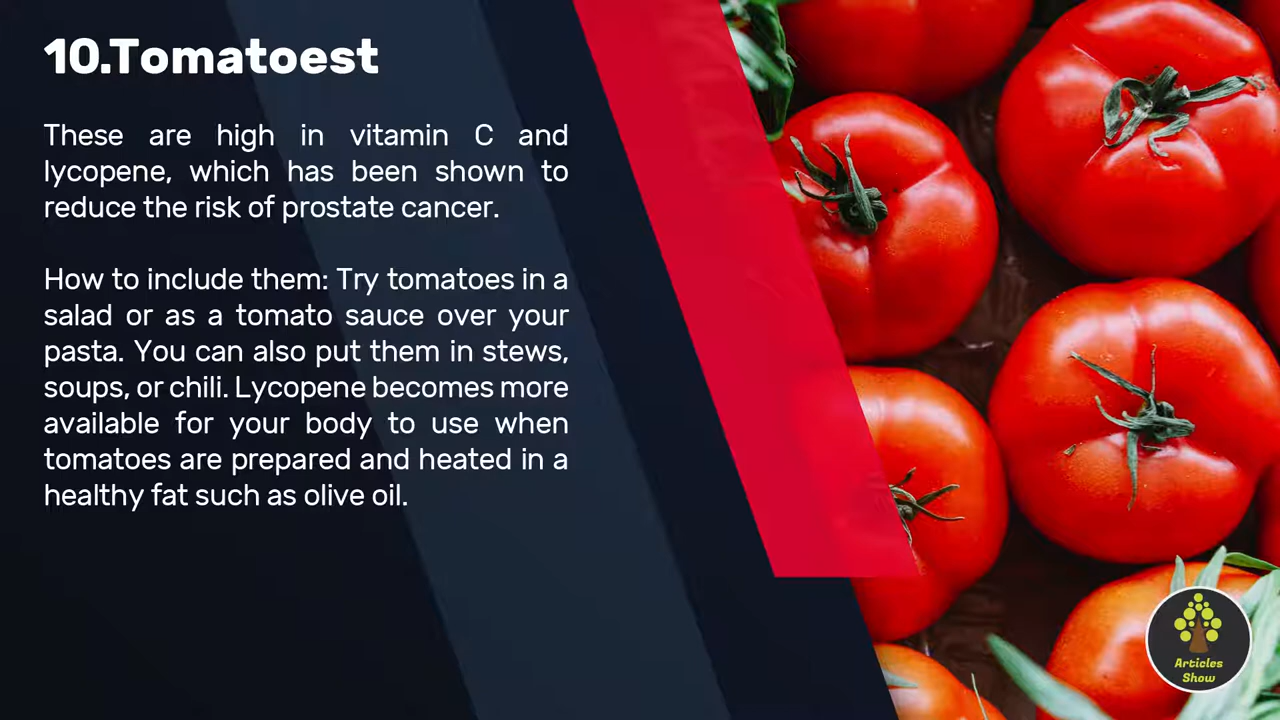 10.Tomatoest
These are high in vitamin C and
lycopene, which has been shown to
reduce the risk of prostate cancer.
How to include them: Try tomatoes in a
salad or as a tomato sauce over your
pasta. You can also put them in stews,
soups, or chili. Lycopene becomes more
available for your body to use when
tomatoes are prepared and heated in a
healthy fat such as olive oil.
Articles
Show